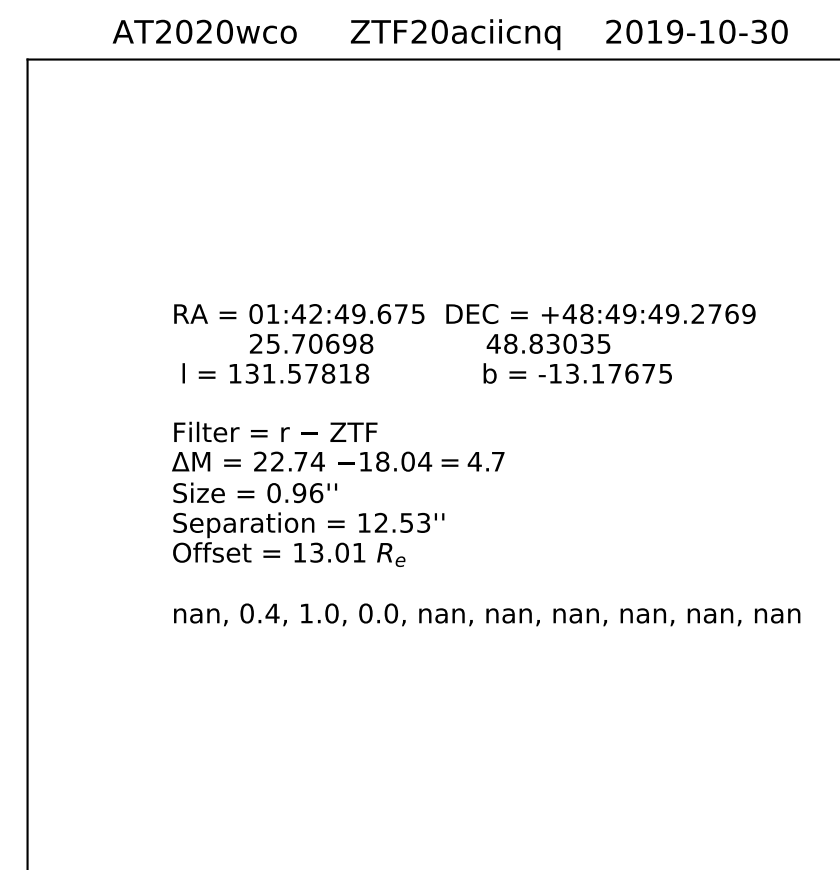 AT2020wco ZTF20aciicnq 2019-10-30
RA = 01:42:49.675 DEC = +48:49:49.2769
25.70698 48.83035
l = 131.57818 b = -13.17675
Filter = r − ZTF
ΔM = 22.74 −18.04 = 4.7
Size = 0.96''
Separation = 12.53''
Offset = 13.01 Rₑ
nan, 0.4, 1.0, 0.0, nan, nan, nan, nan, nan, nan